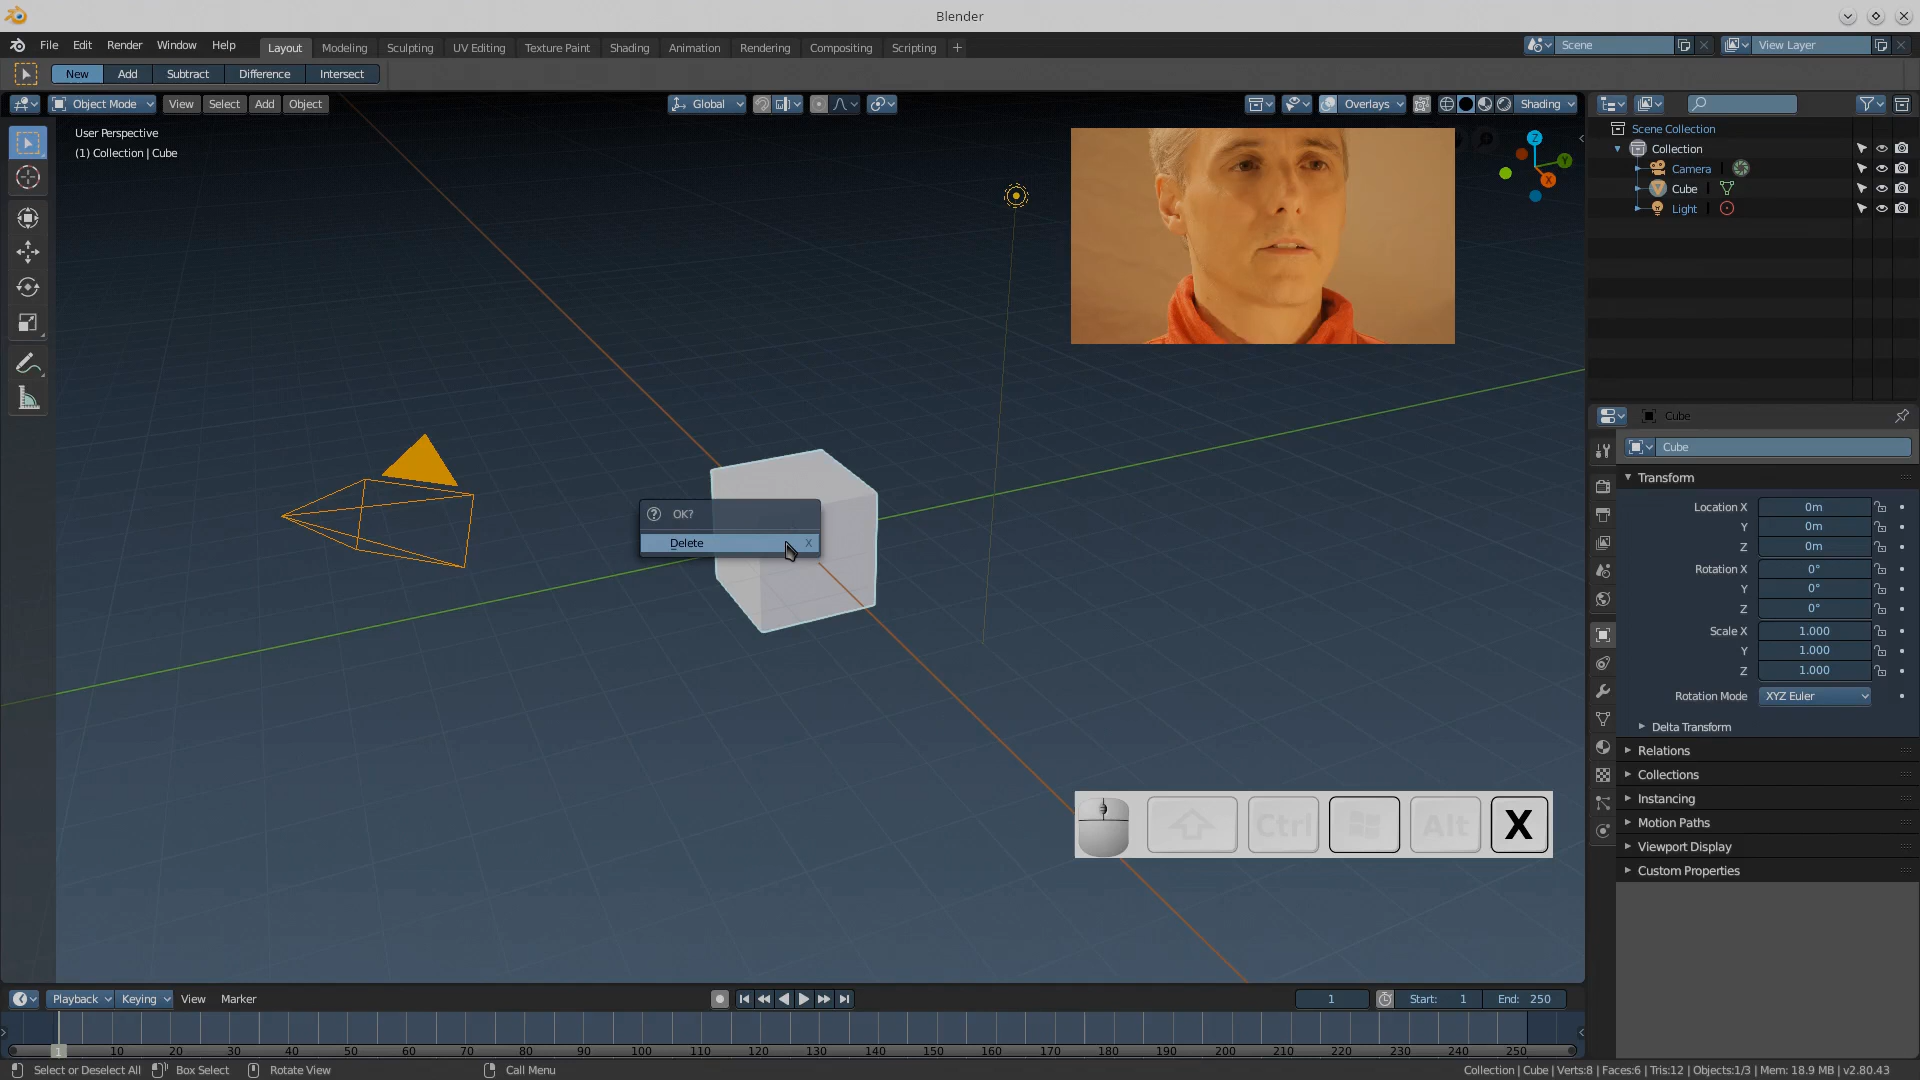 Blender
File Edit Render Window Help Layout Modeling Sculpting UV Editing Texture Paint Shading Animation Rendering Compositing Scripting + Scene View Layer
New Add Subtract Difference Intersect
Object Mode View Select Add Object Global Overlays Shading
User Perspective
(1) Collection | Cube
Z
Y
X
Scene Collection
Collection
Camera
Cube
Light
Cube
Cube
Transform
Location X 0m
Y 0m
Z 0m
Rotation X 0°
Y 0°
Z 0°
Scale X 1.000
Y 1.000
Z 1.000
Rotation Mode XYZ Euler
Delta Transform
Relations
Collections
Instancing
Motion Paths
Viewport Display
Custom Properties
OK?
Delete X
Ctrl Alt X
Playback Keying View Marker 1 Start: 1 End: 250
1 10 20 30 40 50 60 70 80 90 100 110 120 130 140 150 160 170 180 190 200 210 220 230 240 250
Select or Deselect All Box Select Rotate View Call Menu Collection | Cube | Verts:8 | Faces:6 | Tris:12 | Objects:1/3 | Mem: 18.9 MB | v2.80.43